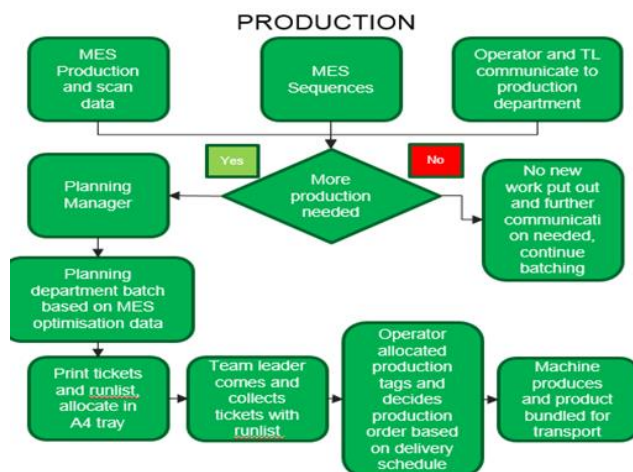 PRODUCTION
MES
Production
and scan
data
MES
Sequences
Operator and TL
communicate to
production
department
Yes
No
More
production
needed
Planning
Manager
No new
work put out
and further
communicati
on needed,
continue
batching
Planning
department batch
based on MES
optimisation data
Print tickets
and runlist,
allocate in
A4 tray
Team leader
comes and
collects
tickets with
runlist
Operator
allocated
production
tags and
decides
production
order based
on delivery
schedule
Machine
produces
and product
bundled for
transport